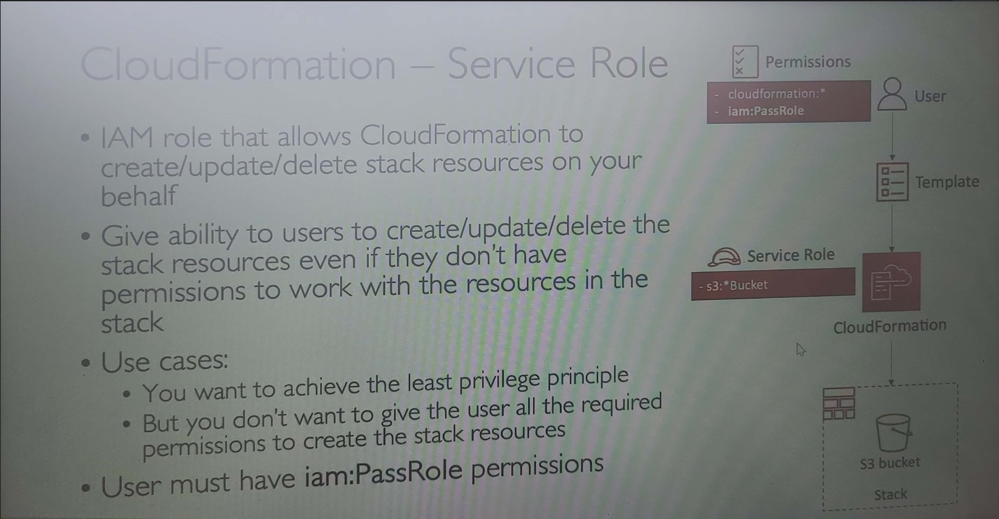 CloudFormation – Service Role
• IAM role that allows CloudFormation to
create/update/delete stack resources on your
behalf
• Give ability to users to create/update/delete the
stack resources even if they don't have
permissions to work with the resources in the
stack
• Use cases:
• You want to achieve the least privilege principle
• But you don't want to give the user all the required
permissions to create the stack resources
• User must have iam:PassRole permissions
Permissions
- cloudformation:*
- iam:PassRole
User
Template
Service Role
- s3:*Bucket
CloudFormation
S3 bucket
Stack